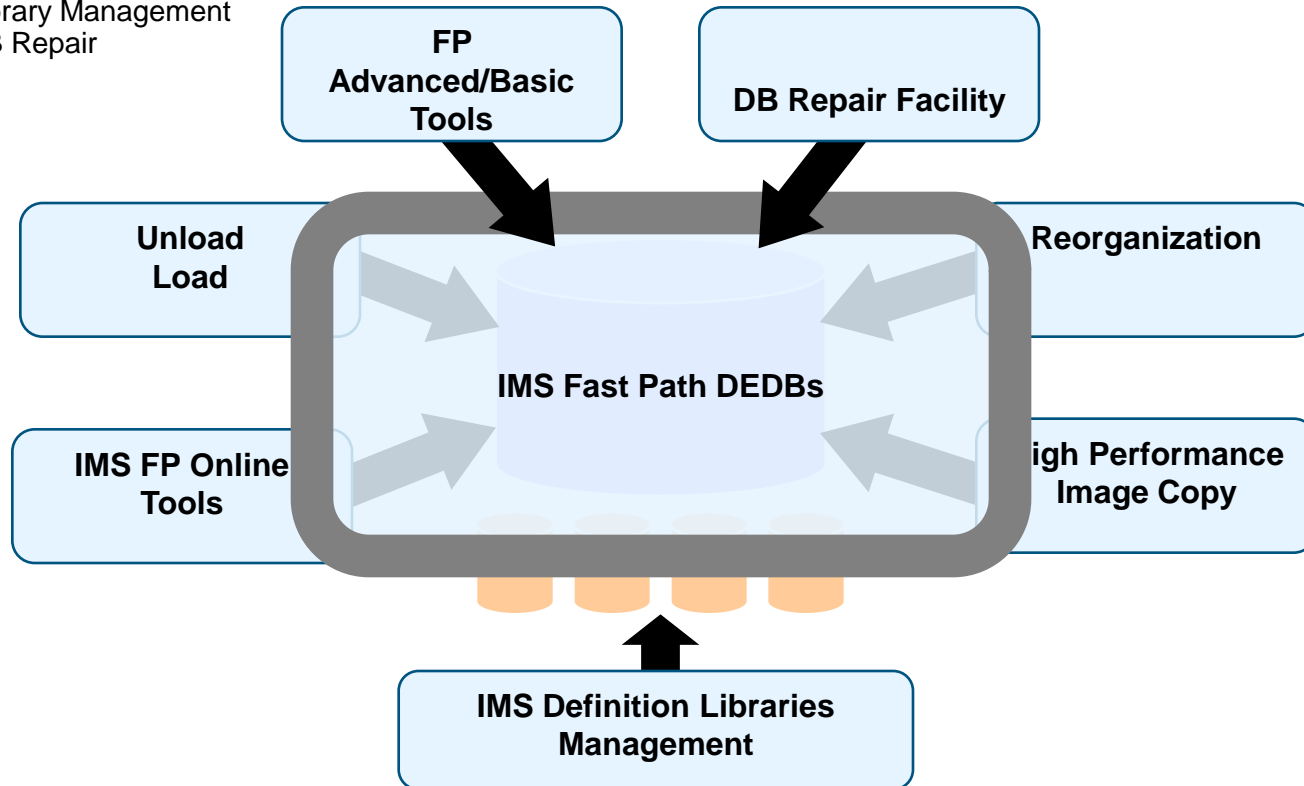 rary Management
Repair
FP
Advanced/Basic
Tools
DB Repair Facility
Unload
Load
Reorganization
IMS Fast Path DEDBs
IMS FP Online
Tools
igh Performance
Image Copy
IMS Definition Libraries
Management